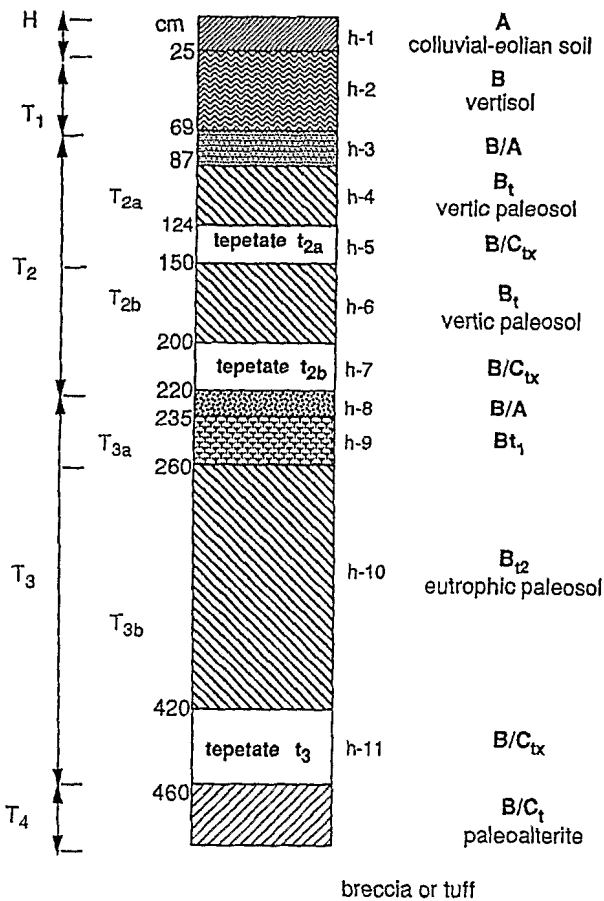 H
cm
h-1
A
colluvial-eolian soil
25
T1
h-2
B
vertisol
69
h-3
B/A
87
T2
T2a
h-4
Bt
vertic paleosol
124
tepetate t2a
h-5
B/Ctx
150
T2b
h-6
Bt
vertic paleosol
200
tepetate t2b
h-7
B/Ctx
220
h-8
B/A
235
T3a
h-9
Bt1
260
T3
h-10
Bt2
eutrophic paleosol
T3b
420
tepetate t3
h-11
B/Ctx
460
T4
B/Ct
paleoalterite
breccia or tuff